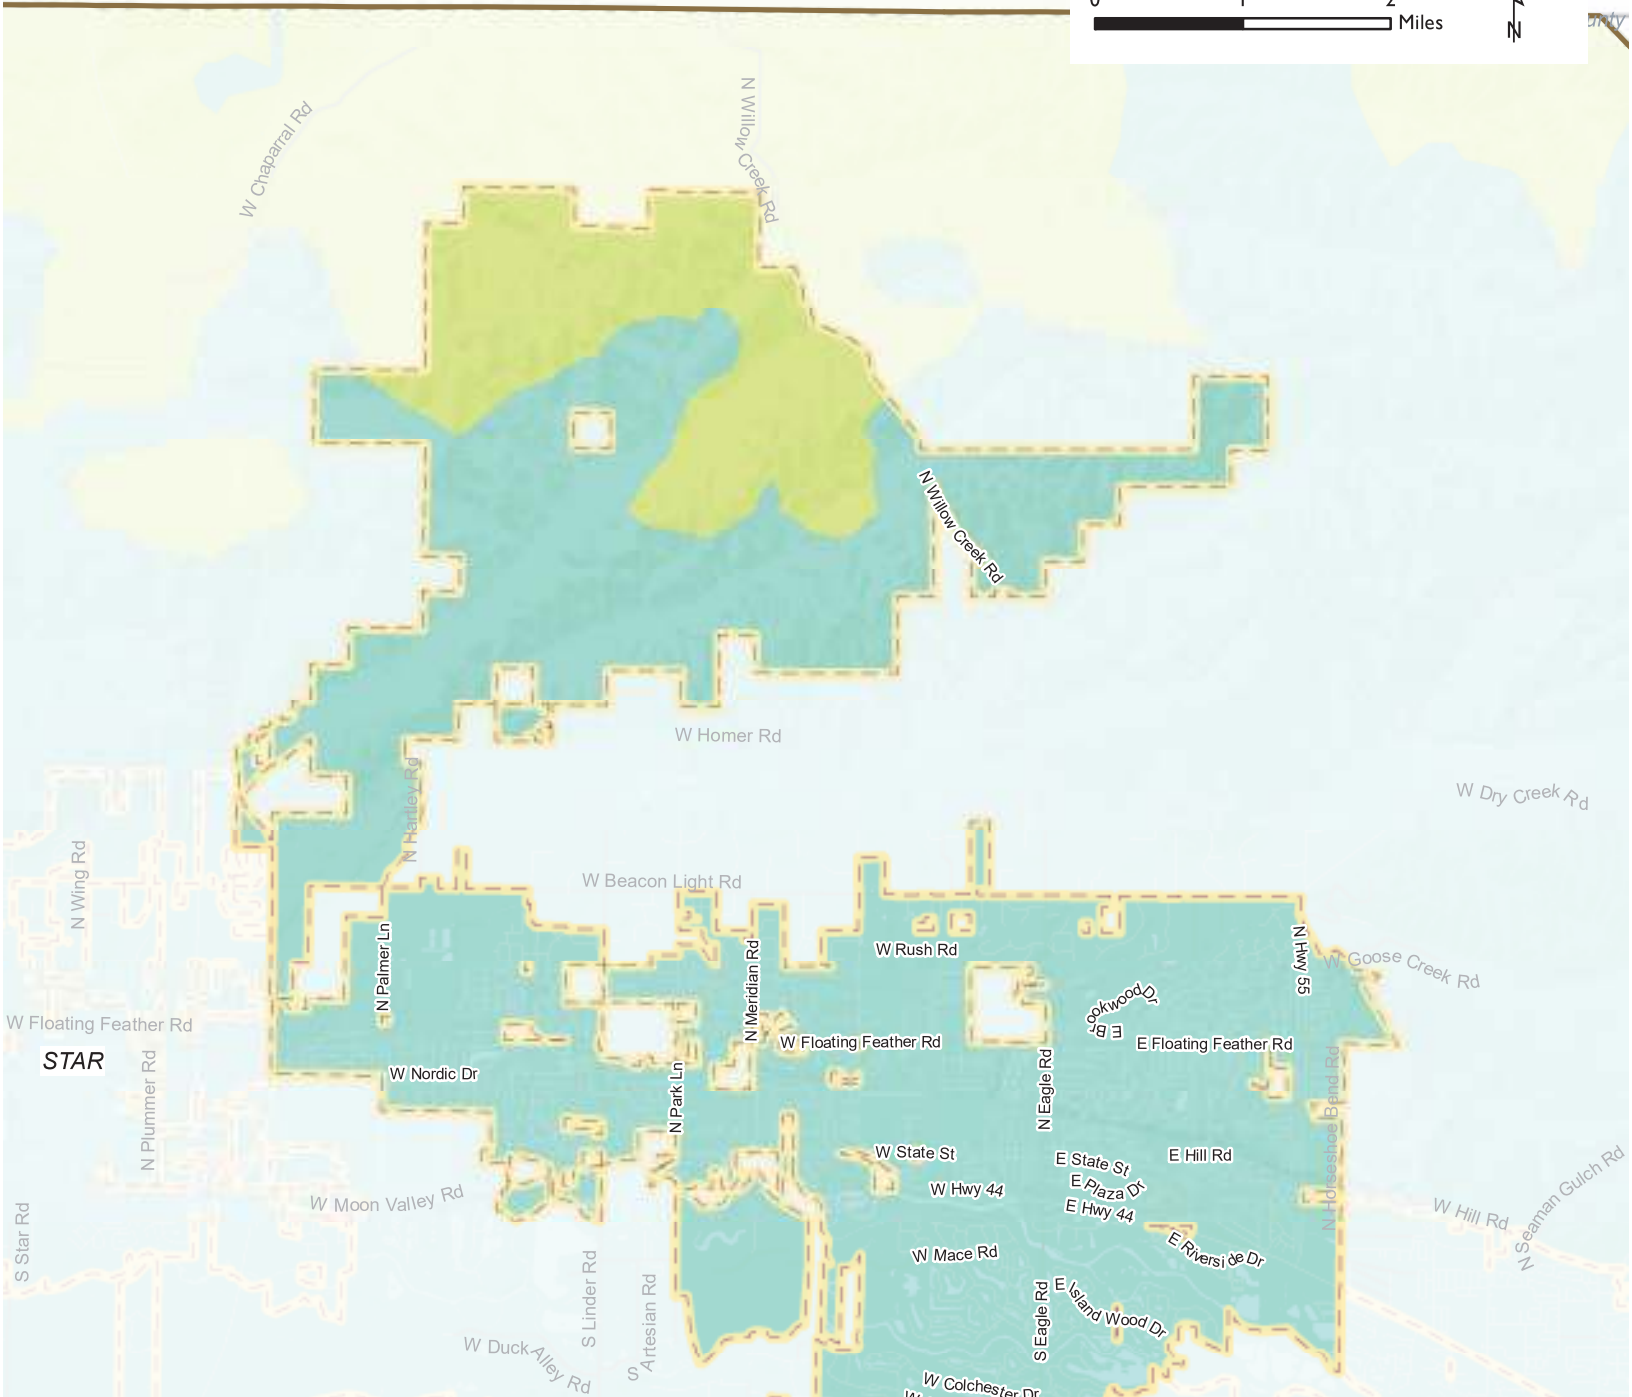 0 1 2
Miles
N
unty
N Willow Creek Rd
W Chaparral Rd
N Willow Creek Rd
W Homer Rd
N Hartley Rd
W Dry Creek Rd
N Wing Rd
W Beacon Light Rd
N Palmer Ln
N Meridian Rd
W Rush Rd
N Hwy 55
W Goose Creek Rd
E Brookwood Dr
W Floating Feather Rd
STAR
W Floating Feather Rd
E Floating Feather Rd
W Nordic Dr
N Plummer Rd
N Park Ln
N Eagle Rd
N Horseshoe Bend Rd
W State St
E State St
E Hill Rd
E Plaza Dr
W Hwy 44
E Hwy 44
W Moon Valley Rd
W Hill Rd
N Seaman Gulch Rd
S Star Rd
W Mace Rd
E Riverside Dr
S Linder Rd
S Artesian Rd
S Eagle Rd
E Island Wood Dr
W Duck Alley Rd
W Colchester Dr